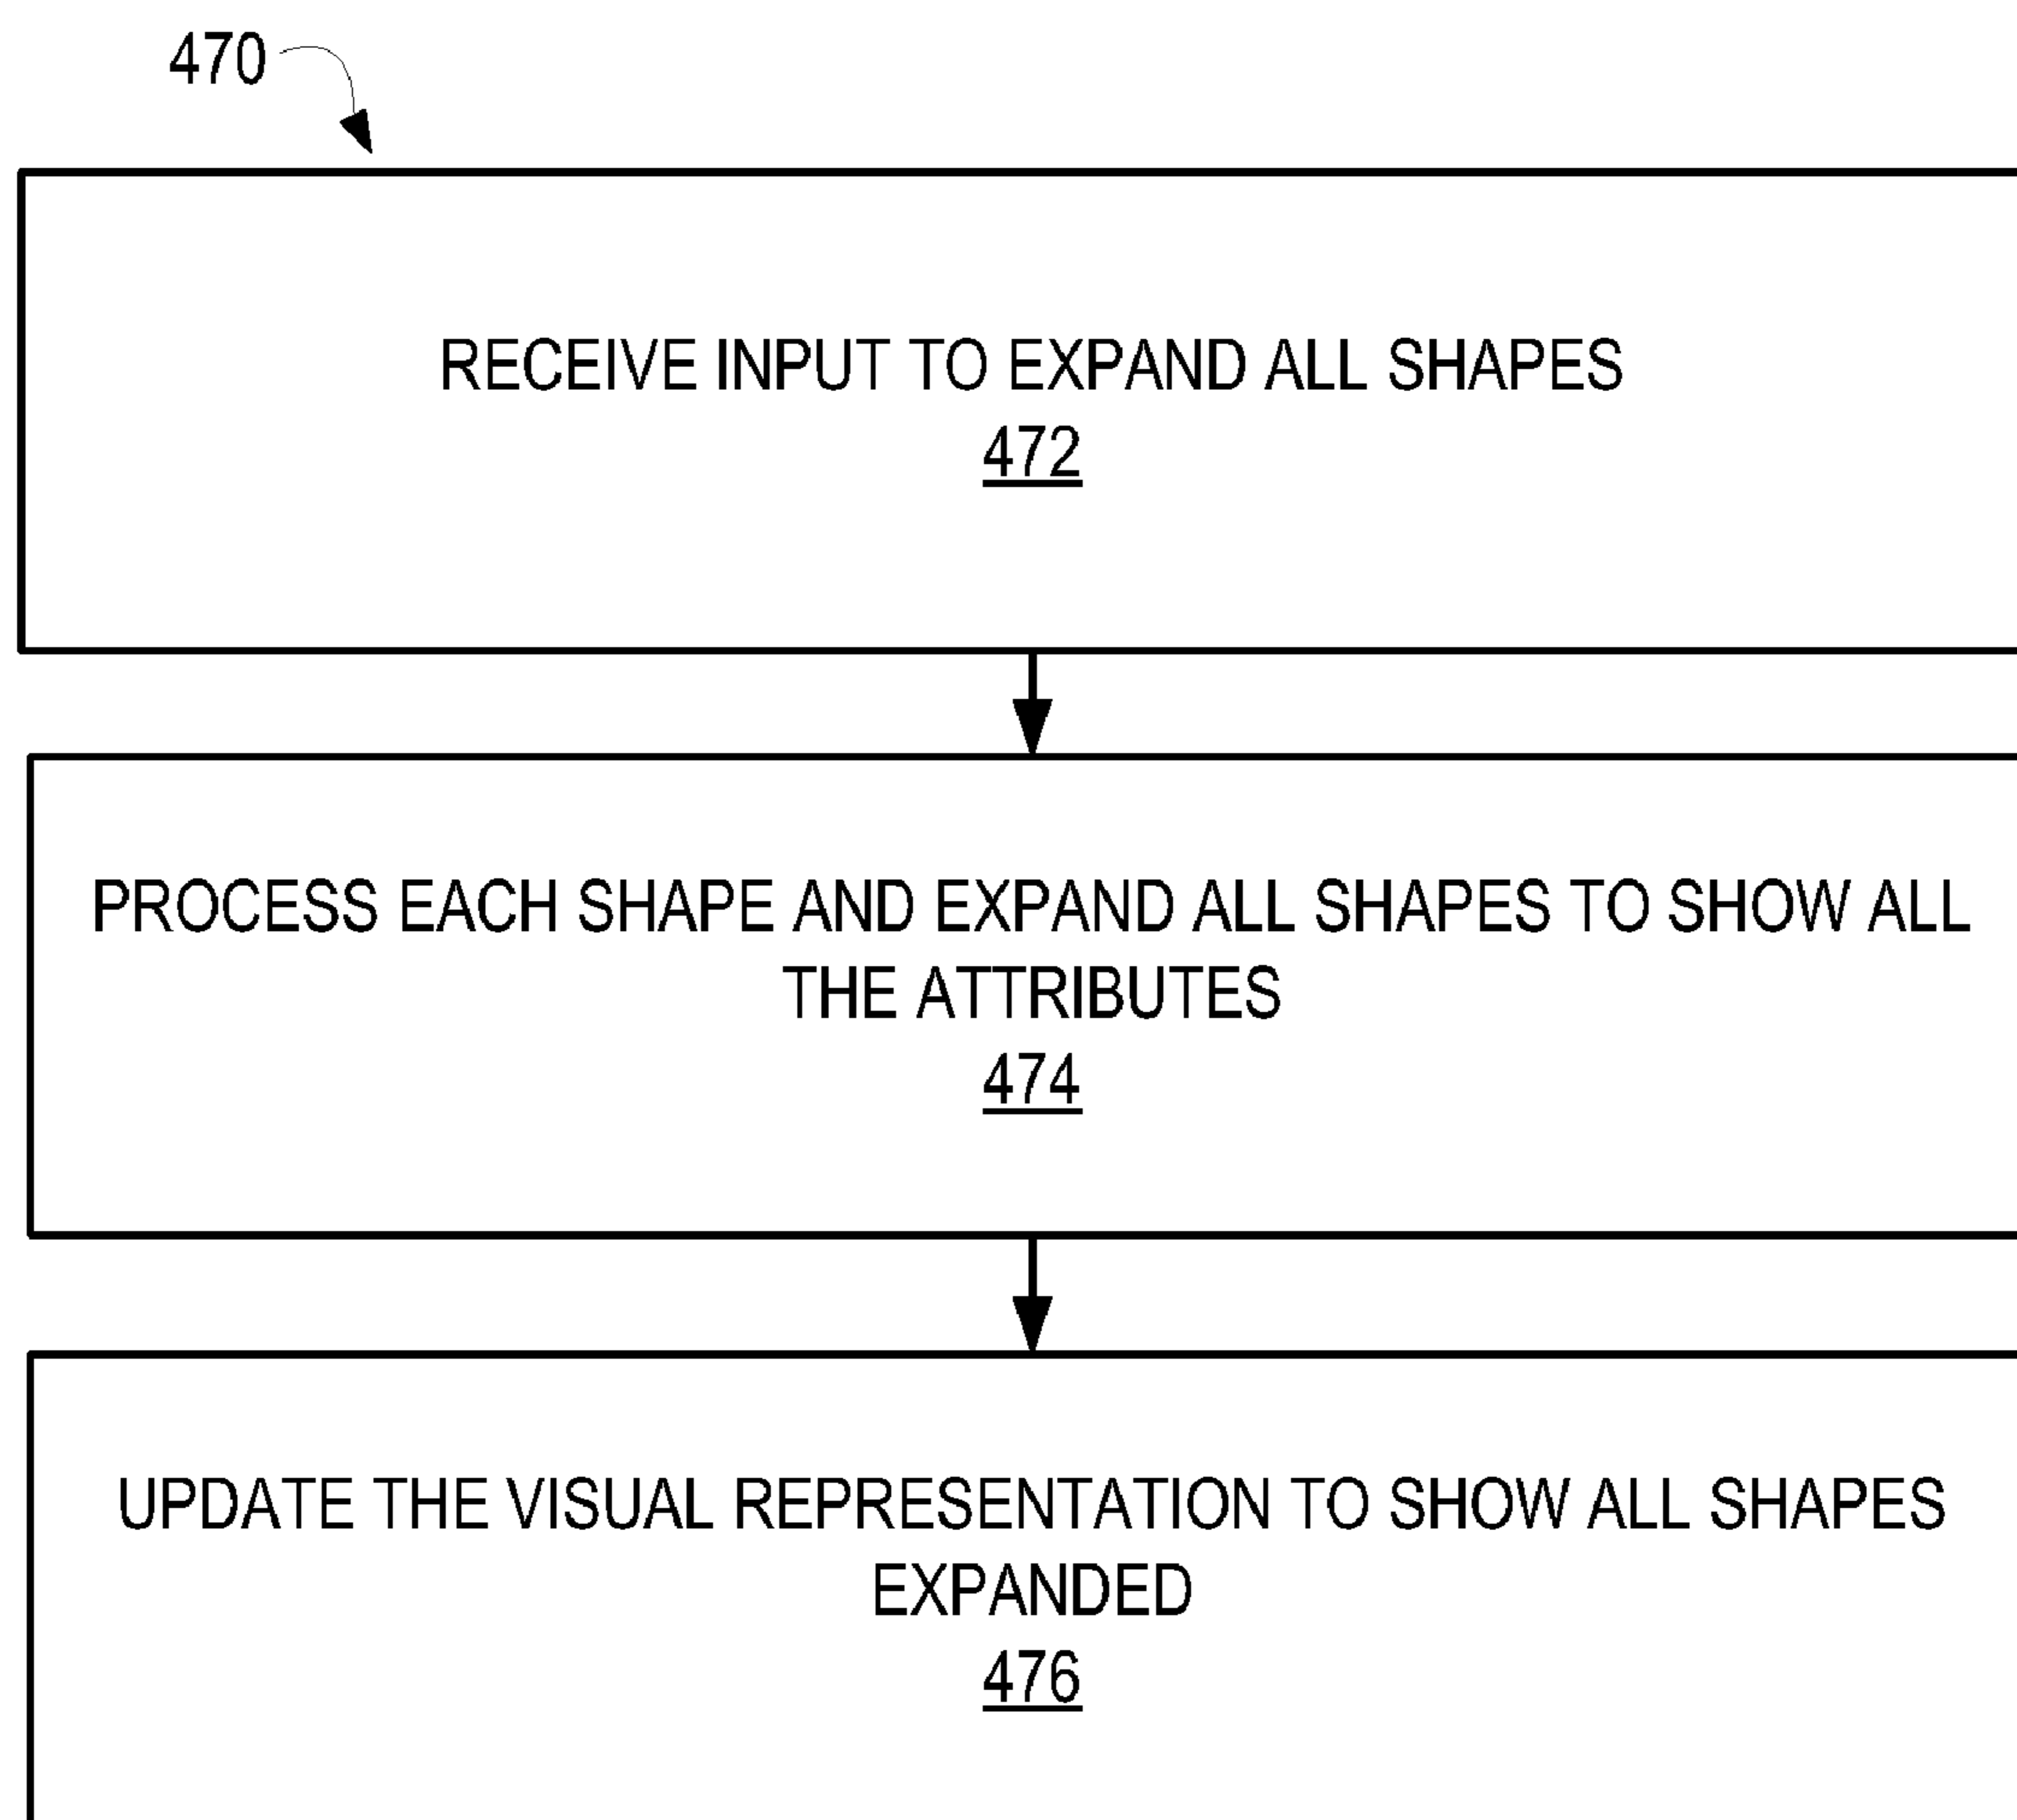 470
RECEIVE INPUT TO EXPAND ALL SHAPES
472
PROCESS EACH SHAPE AND EXPAND ALL SHAPES TO SHOW ALL
THE ATTRIBUTES
474
UPDATE THE VISUAL REPRESENTATION TO SHOW ALL SHAPES
EXPANDED
476